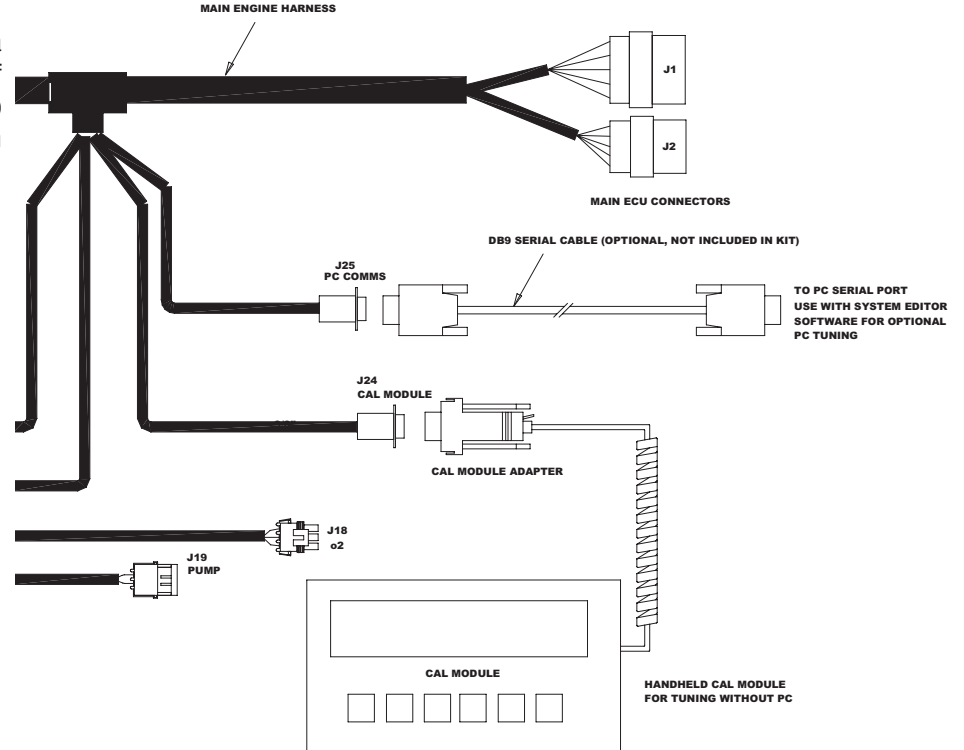 MAIN ENGINE HARNESS
J1
J2
MAIN ECU CONNECTORS
DB9 SERIAL CABLE (OPTIONAL, NOT INCLUDED IN KIT)
J25
PC COMMS
TO PC SERIAL PORT
USE WITH SYSTEM EDITOR
SOFTWARE FOR OPTIONAL
PC TUNING
J24
CAL MODULE
CAL MODULE ADAPTER
J18
o2
J19
PUMP
CAL MODULE
HANDHELD CAL MODULE
FOR TUNING WITHOUT PC